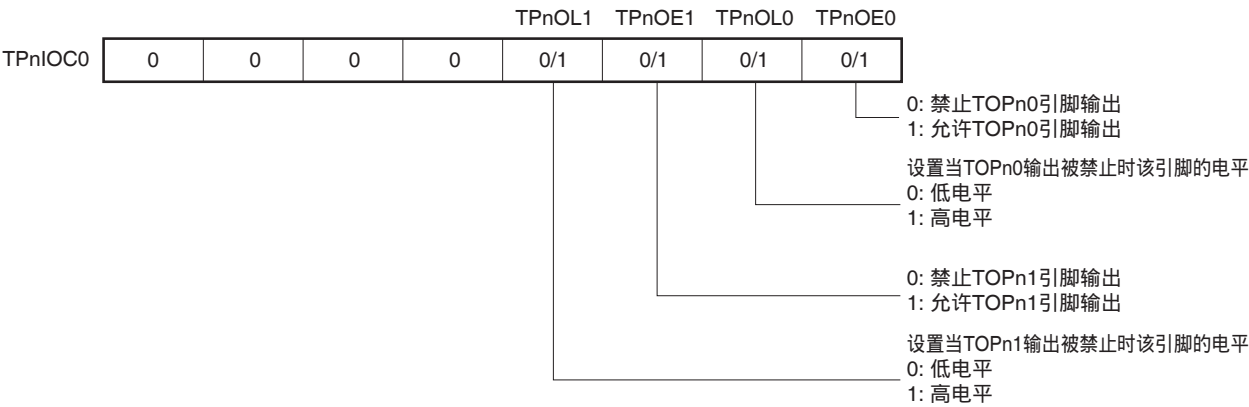 TPnOL1 TPnOE1 TPnOL0 TPnOE0
TPnIOC0 0 0 0 0 0/1 0/1 0/1 0/1
0: 禁止TOPn0引脚输出
1: 允许TOPn0引脚输出
设置当TOPn0输出被禁止时该引脚的电平
0: 低电平
1: 高电平
0: 禁止TOPn1引脚输出
1: 允许TOPn1引脚输出
设置当TOPn1输出被禁止时该引脚的电平
0: 低电平
1: 高电平